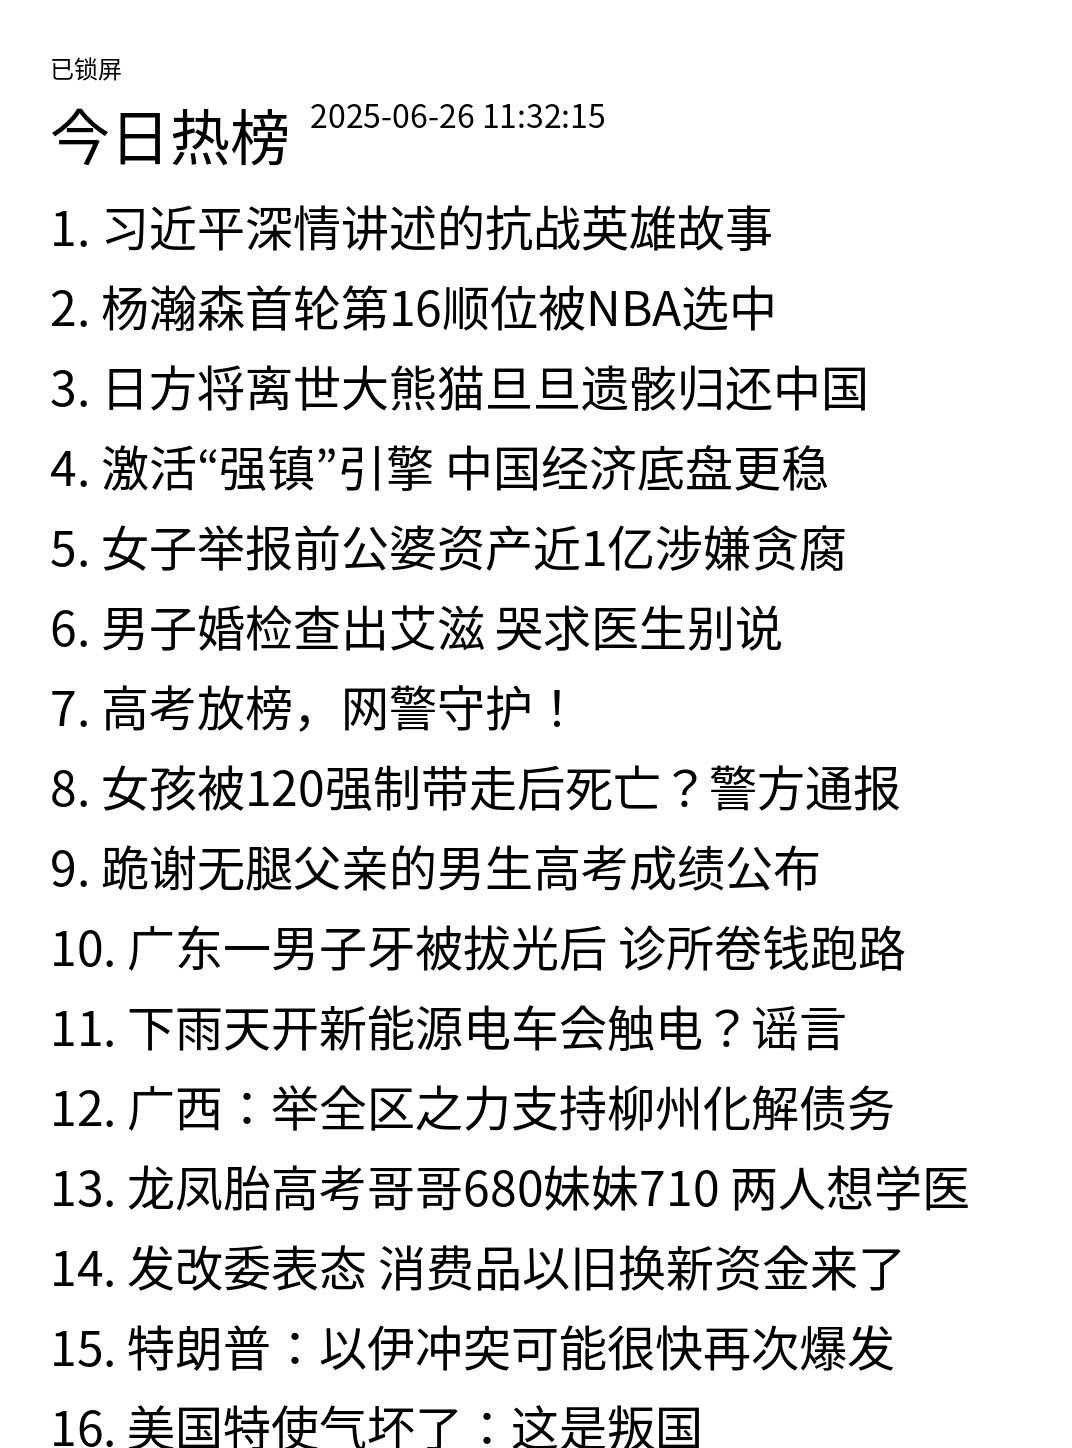 已锁屏
今日热榜 2025-06-26 11:32:15
1. 习近平深情讲述的抗战英雄故事
2. 杨瀚森首轮第16顺位被NBA选中
3. 日方将离世大熊猫旦旦遗骸归还中国
4. 激活“强镇”引擎 中国经济底盘更稳
5. 女子举报前公婆资产近1亿涉嫌贪腐
6. 男子婚检查出艾滋 哭求医生别说
7. 高考放榜，网警守护！
8. 女孩被120强制带走后死亡？警方通报
9. 跪谢无腿父亲的男生高考成绩公布
10. 广东一男子牙被拔光后 诊所卷钱跑路
11. 下雨天开新能源电车会触电？谣言
12. 广西：举全区之力支持柳州化解债务
13. 龙凤胎高考哥哥680妹妹710 两人想学医
14. 发改委表态 消费品以旧换新资金来了
15. 特朗普：以伊冲突可能很快再次爆发
16. 美国特使气坏了：这是叛国